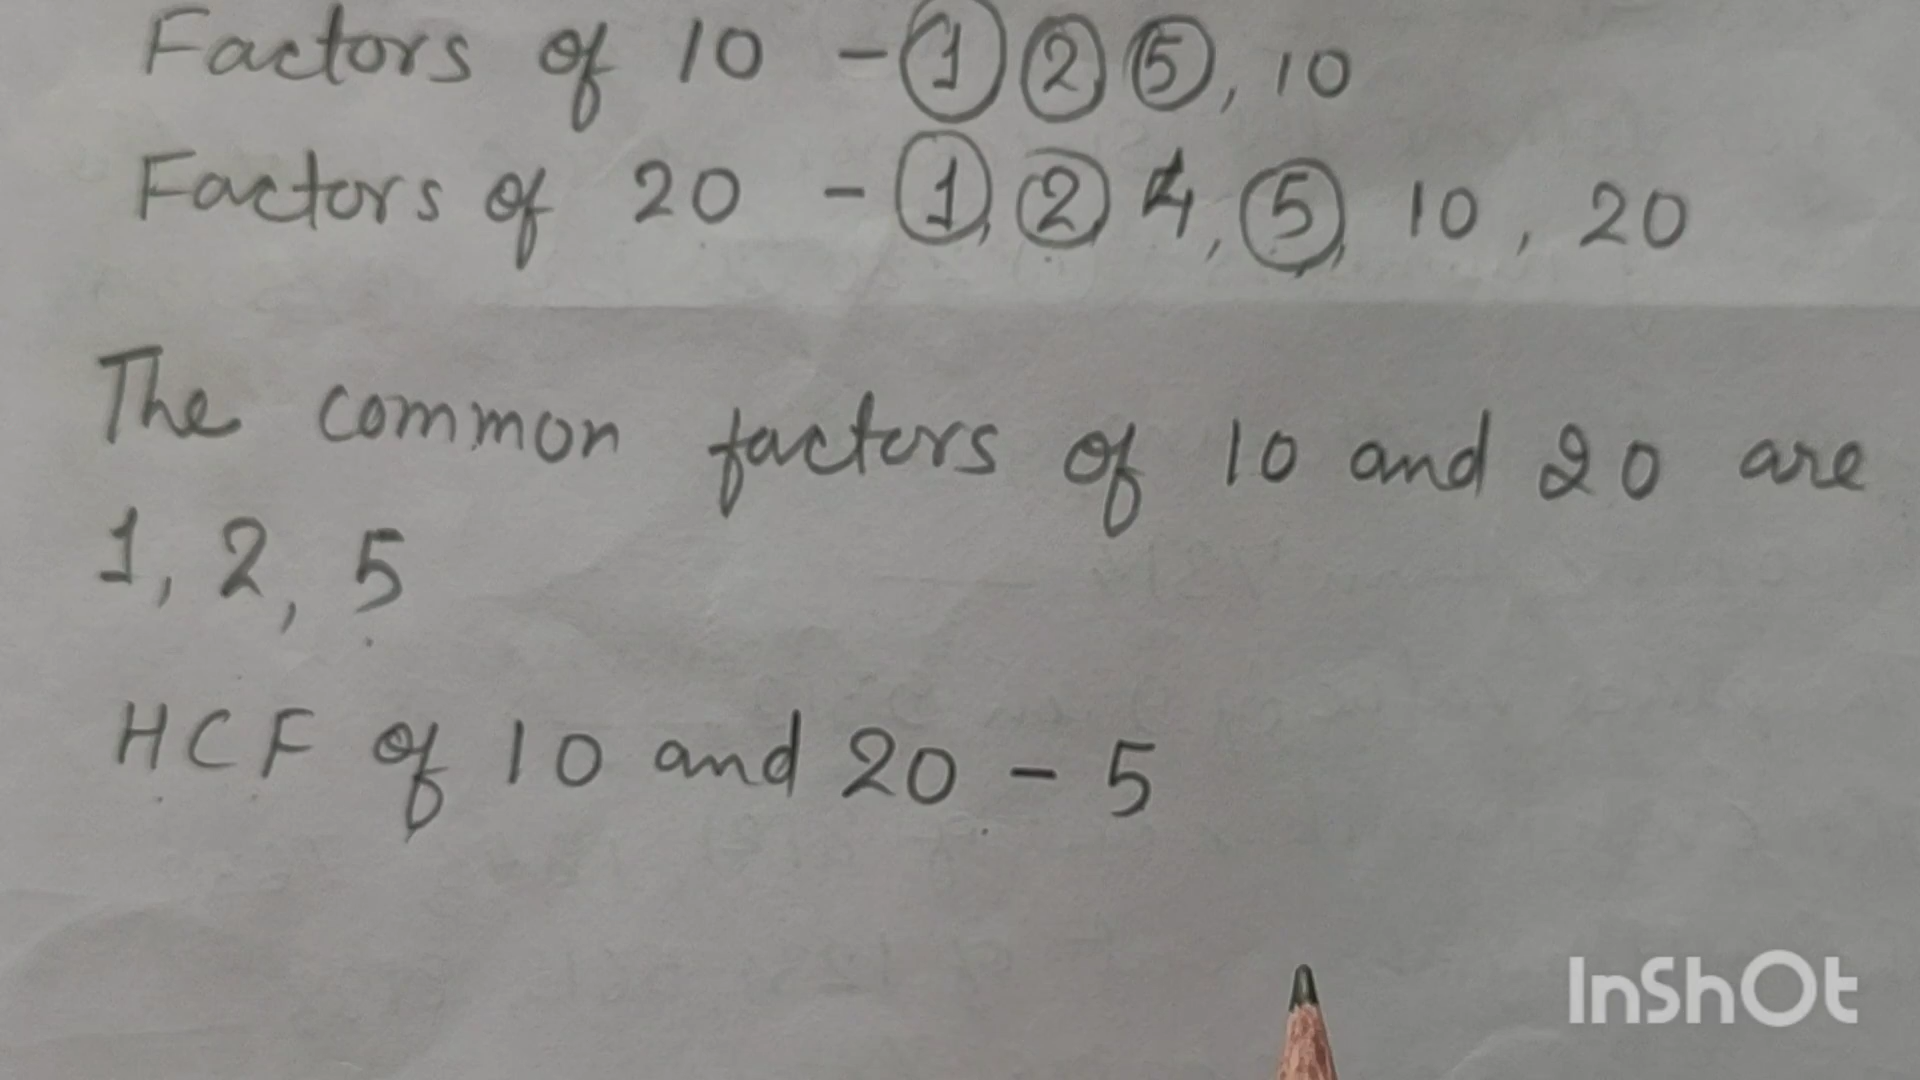 Factors of 10 - 1 2 5, 10
Factors of 20 - 1, 2 4, 5, 10, 20
The common factors of 10 and 20 are
1, 2, 5
HCF of 10 and 20 - 5
InShOt